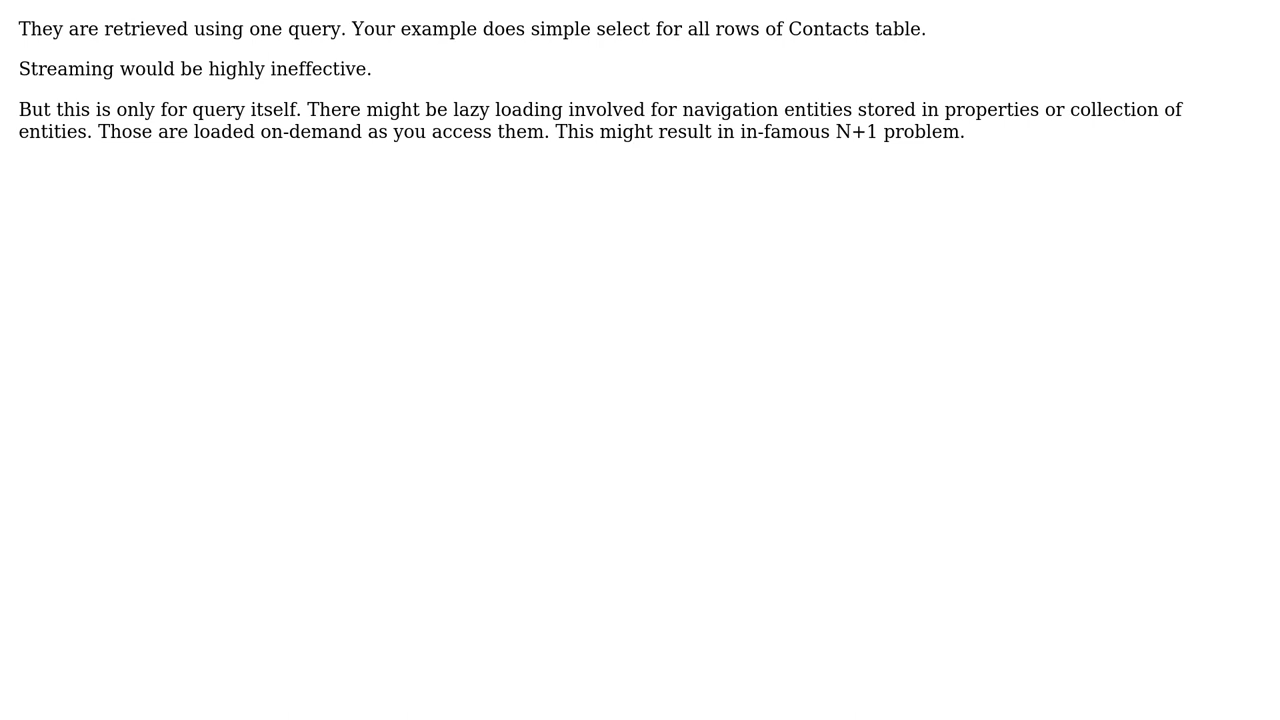 They are retrieved using one query. Your example does simple select for all rows of Contacts table.
Streaming would be highly ineffective.
But this is only for query itself. There might be lazy loading involved for navigation entities stored in properties or collection of
entities. Those are loaded on-demand as you access them. This might result in in-famous N+1 problem.